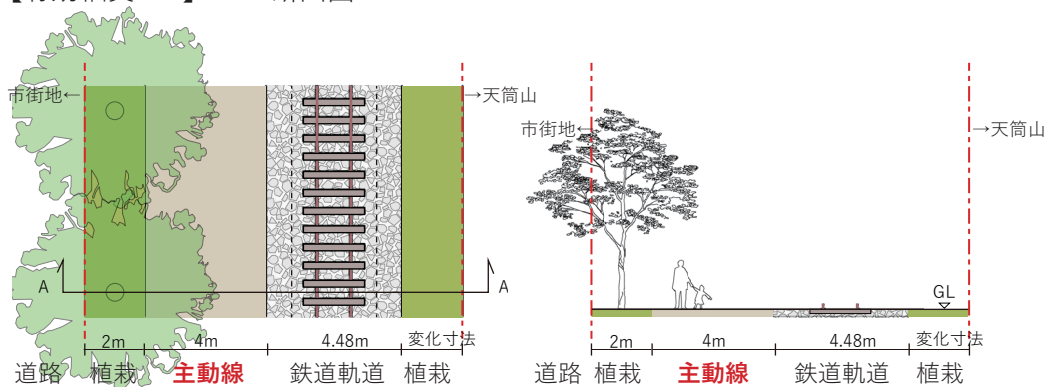 市街地← →天筒山
A A
2m 4m 4.48m 変化寸法
道路 植栽 主動線 鉄道軌道 植栽
市街地← →天筒山
GL
2m 4m 4.48m 変化寸法
道路 植栽 主動線 鉄道軌道 植栽